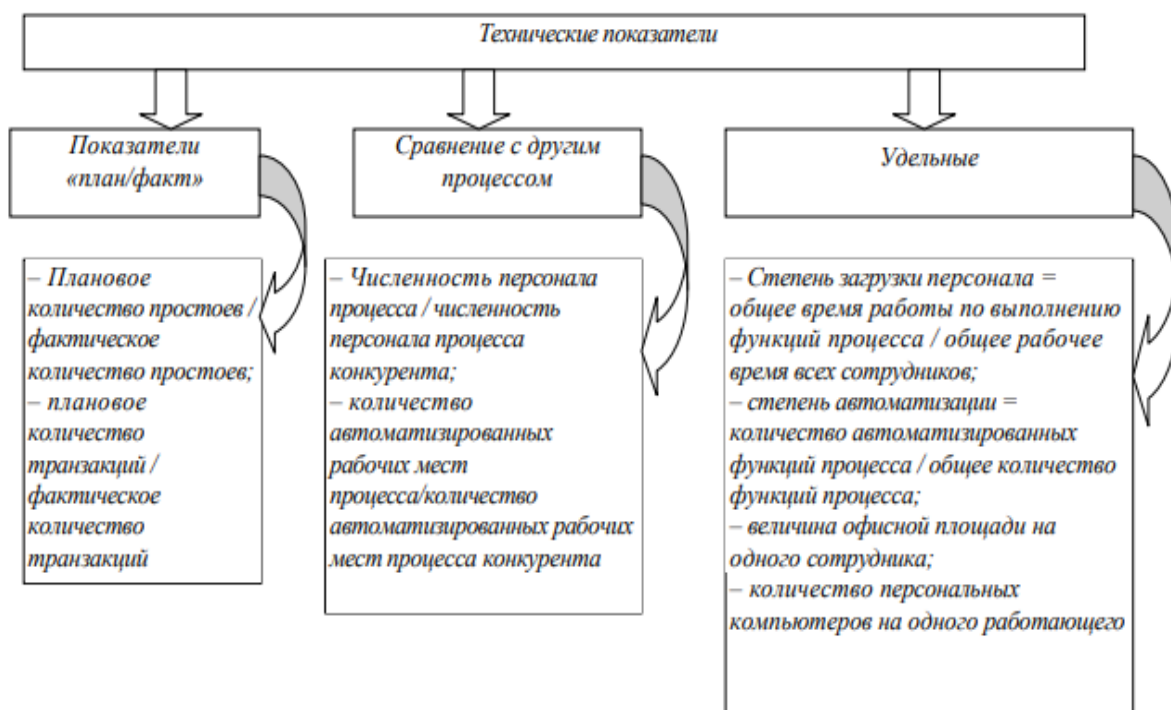 Технические показатели
Показатели
«план/факт»
– Плановое
количество простоев /
фактическое
количество простоев;
– плановое
количество
транзакций /
фактическое
количество
транзакций
Сравнение с другим
процессом
– Численность персонала
процесса / численность
персонала процесса
конкурента;
– количество
автоматизированных
рабочих мест
процесса/количество
автоматизированных рабочих
мест процесса конкурента
Удельные
– Степень загрузки персонала =
общее время работы по выполнению
функций процесса / общее рабочее
время всех сотрудников;
– степень автоматизации =
количество автоматизированных
функций процесса / общее количество
функций процесса;
– величина офисной площади на
одного сотрудника;
– количество персональных
компьютеров на одного работающего